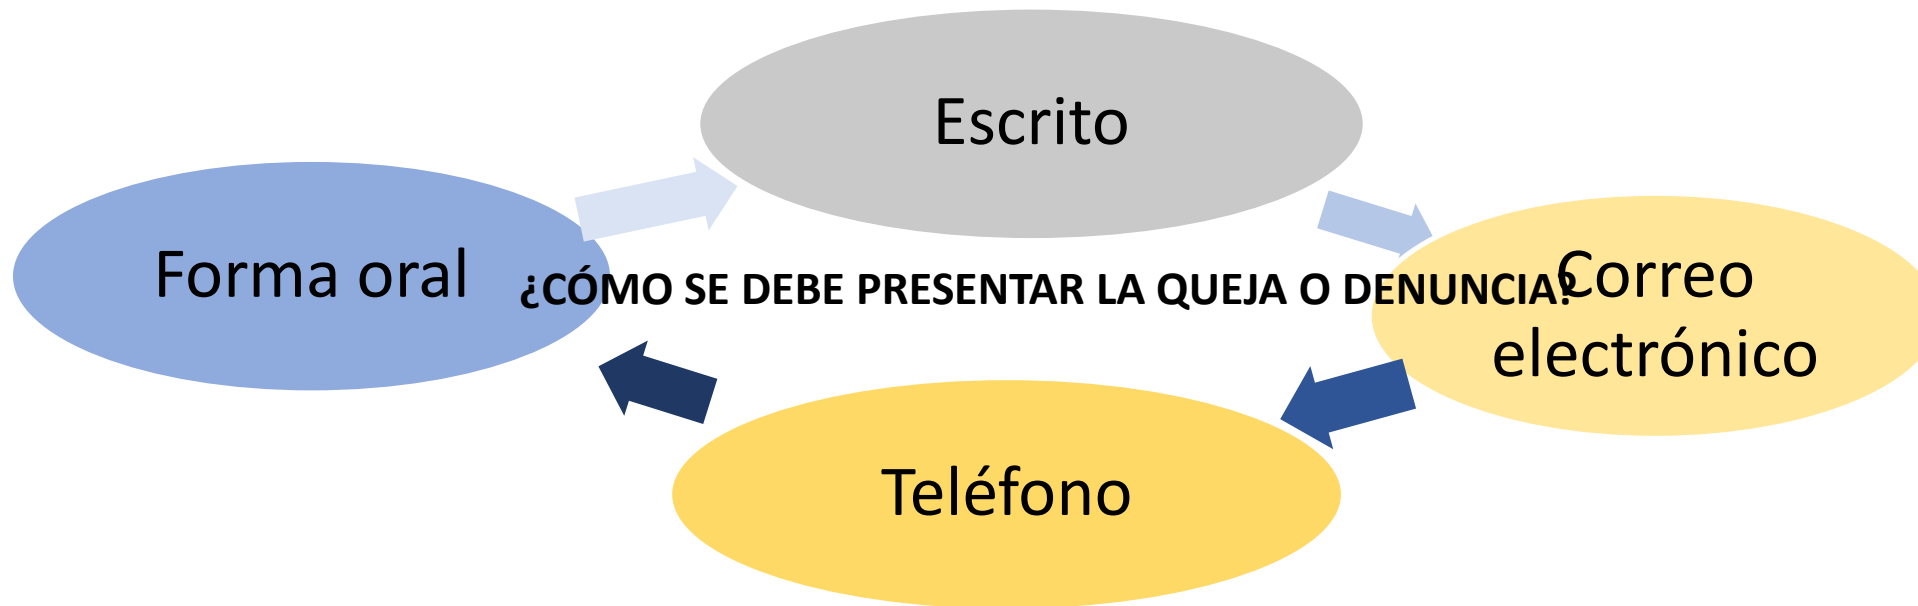 Escrito
Forma oral
¿CÓMO SE DEBE PRESENTAR LA QUEJA O DENUNCIA?
Correo
electrónico
Teléfono